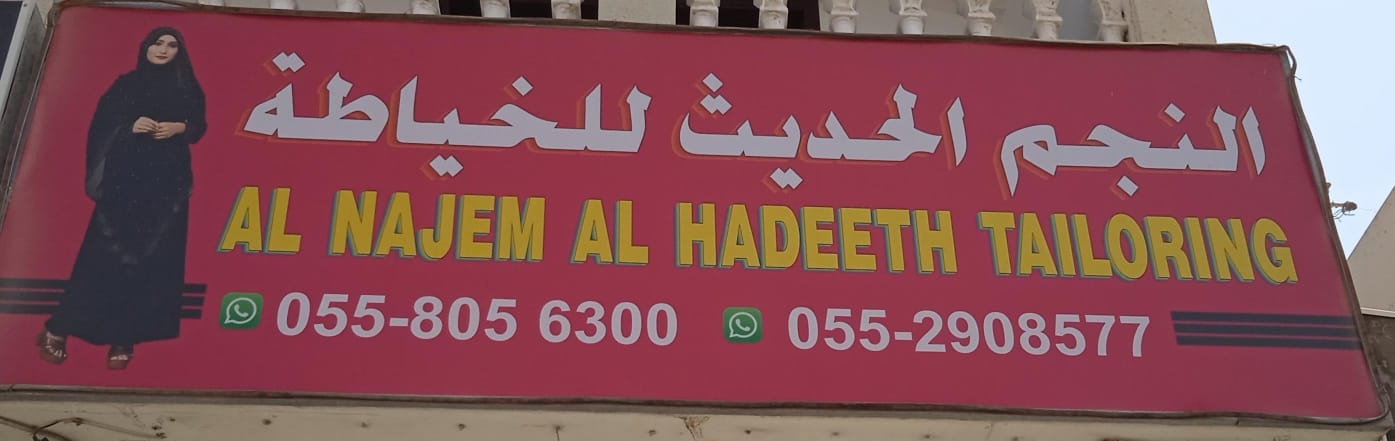 النجم الحديث للخياطة
AL NAJEM AL HADEETH TAILORING
055-805 6300 055-2908577